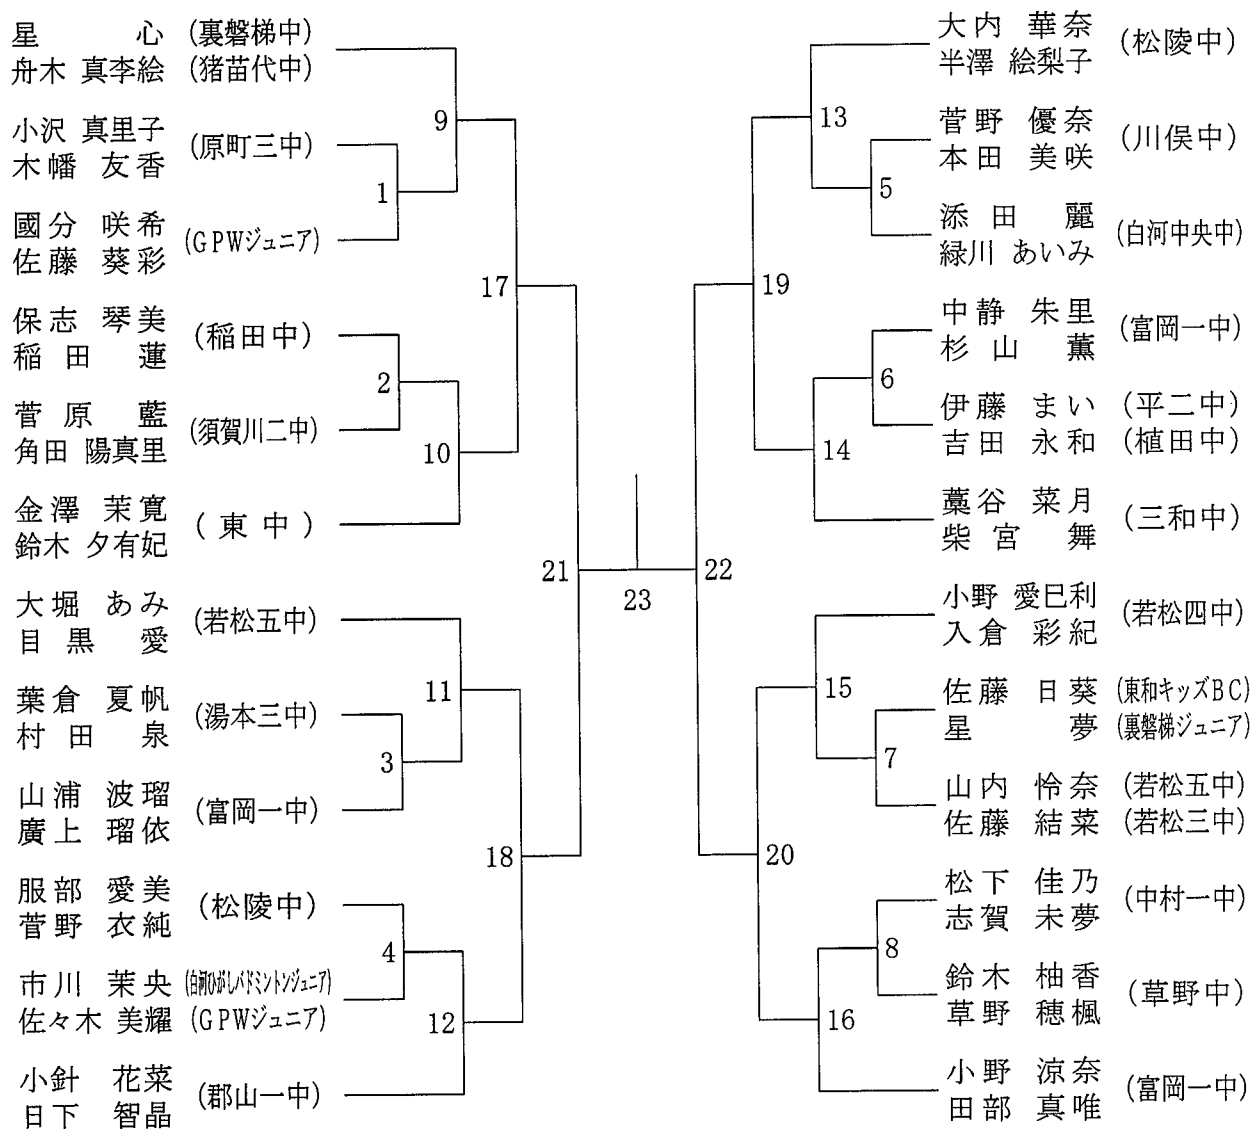 星 心 (裏磐梯中)
舟木 真李絵 (猪苗代中)
小沢 真里子
木幡 友香
(原町三中)
國分 咲希
佐藤 葵彩
(GPWジュニア)
保志 琴美
稲田 蓮
(稲田中)
菅原 藍
角田 陽真里
(須賀川二中)
金澤 茉寛
鈴木 夕有妃
(東中)
大堀 あみ
目黒 愛
(若松五中)
葉倉 夏帆
村田 泉
(湯本三中)
山浦 波瑠
廣上 瑠依
(富岡一中)
服部 愛美
菅野 衣純
(松陵中)
市川 茉央 (白河ひがしバドミントンジュニア)
佐々木 美耀 (GPWジュニア)
小針 花菜
日下 智晶
(郡山一中)
1
2
3
4
9
10
11
12
17
18
21
23
22
19
20
13
14
15
16
5
6
7
8
大内 華奈
半澤 絵梨子
(松陵中)
菅野 優奈
本田 美咲
(川俣中)
添田 麗
緑川 あいみ
(白河中央中)
中静 朱里
杉山 薫
(富岡一中)
伊藤 まい (平二中)
吉田 永和 (植田中)
藁谷 菜月
柴宮 舞
(三和中)
小野 愛巳利
入倉 彩紀
(若松四中)
佐藤 日葵 (東和キッズBC)
星 夢 (裏磐梯ジュニア)
山内 怜奈 (若松五中)
佐藤 結菜 (若松三中)
松下 佳乃
志賀 未夢
(中村一中)
鈴木 柚香
草野 穂楓
(草野中)
小野 涼奈
田部 真唯
(富岡一中)